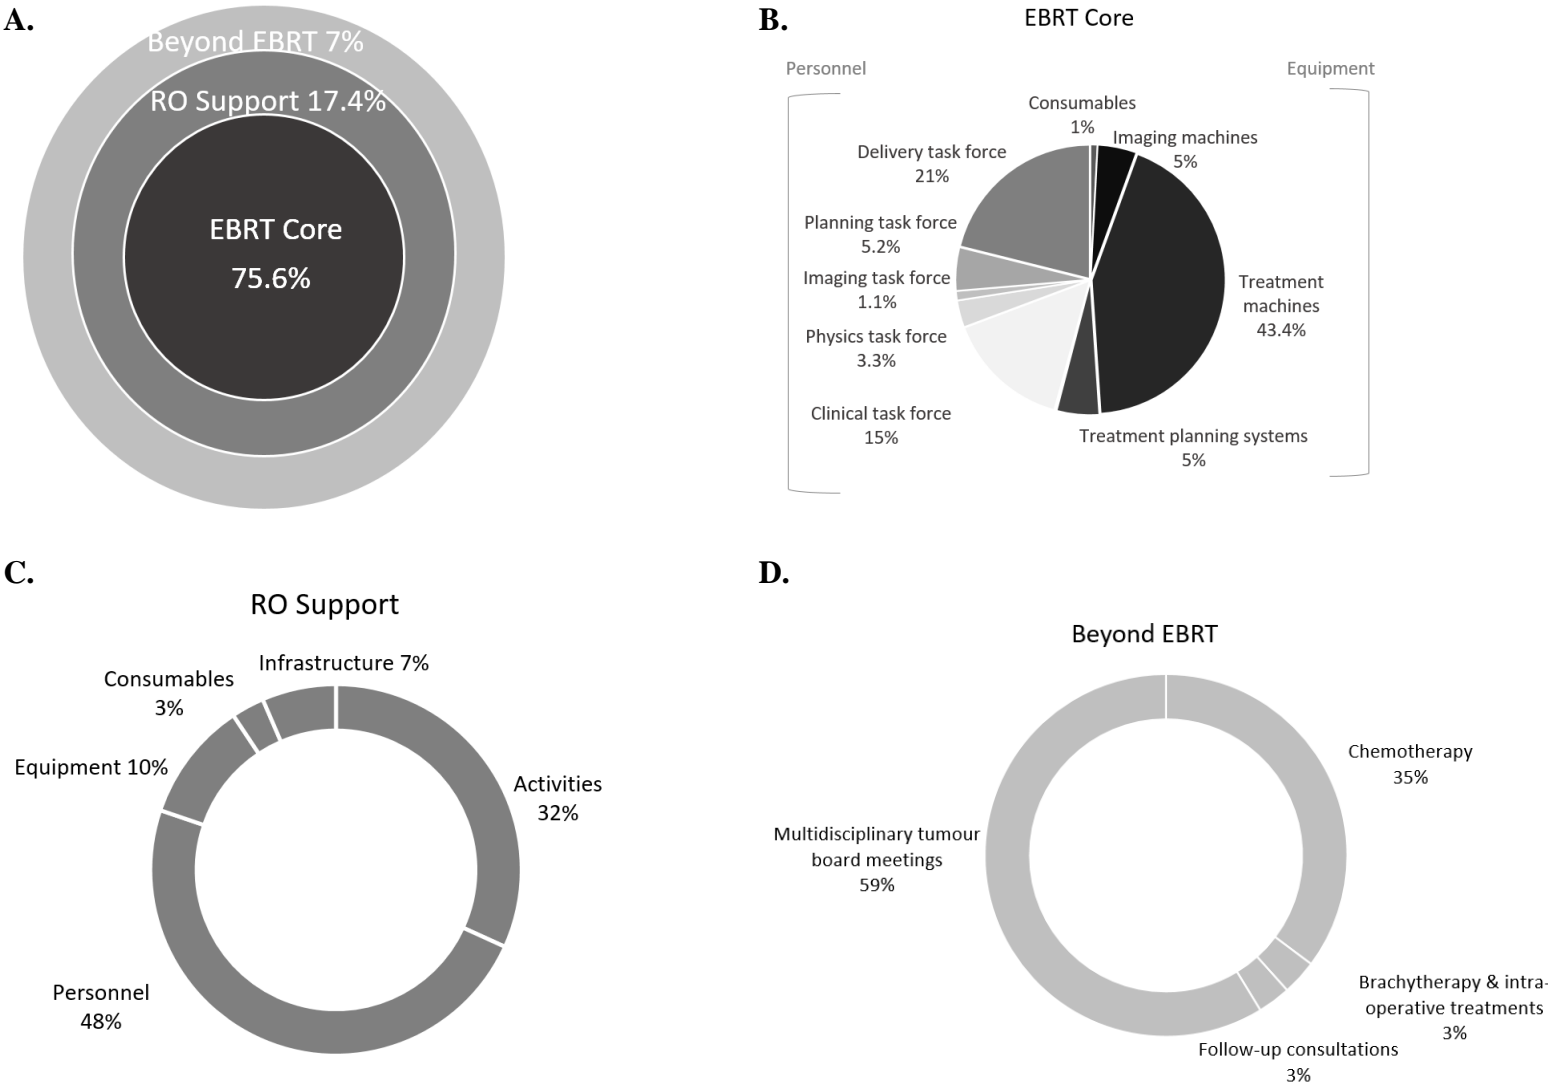 A.
Beyond EBRT 7%
RO Support 17.4%
EBRT Core
75.6%
B.
EBRT Core
Personnel
Equipment
Consumables
1%
Imaging machines
5%
Delivery task force
21%
Planning task force
5.2%
Imaging task force
1.1%
Physics task force
3.3%
Clinical task force
15%
Treatment
machines
43.4%
Treatment planning systems
5%
C.
RO Support
Infrastructure 7%
Consumables
3%
Equipment 10%
Activities
32%
Personnel
48%
D.
Beyond EBRT
Chemotherapy
35%
Multidisciplinary tumour
board meetings
59%
Brachytherapy & intra-
operative treatments
3%
Follow-up consultations
3%